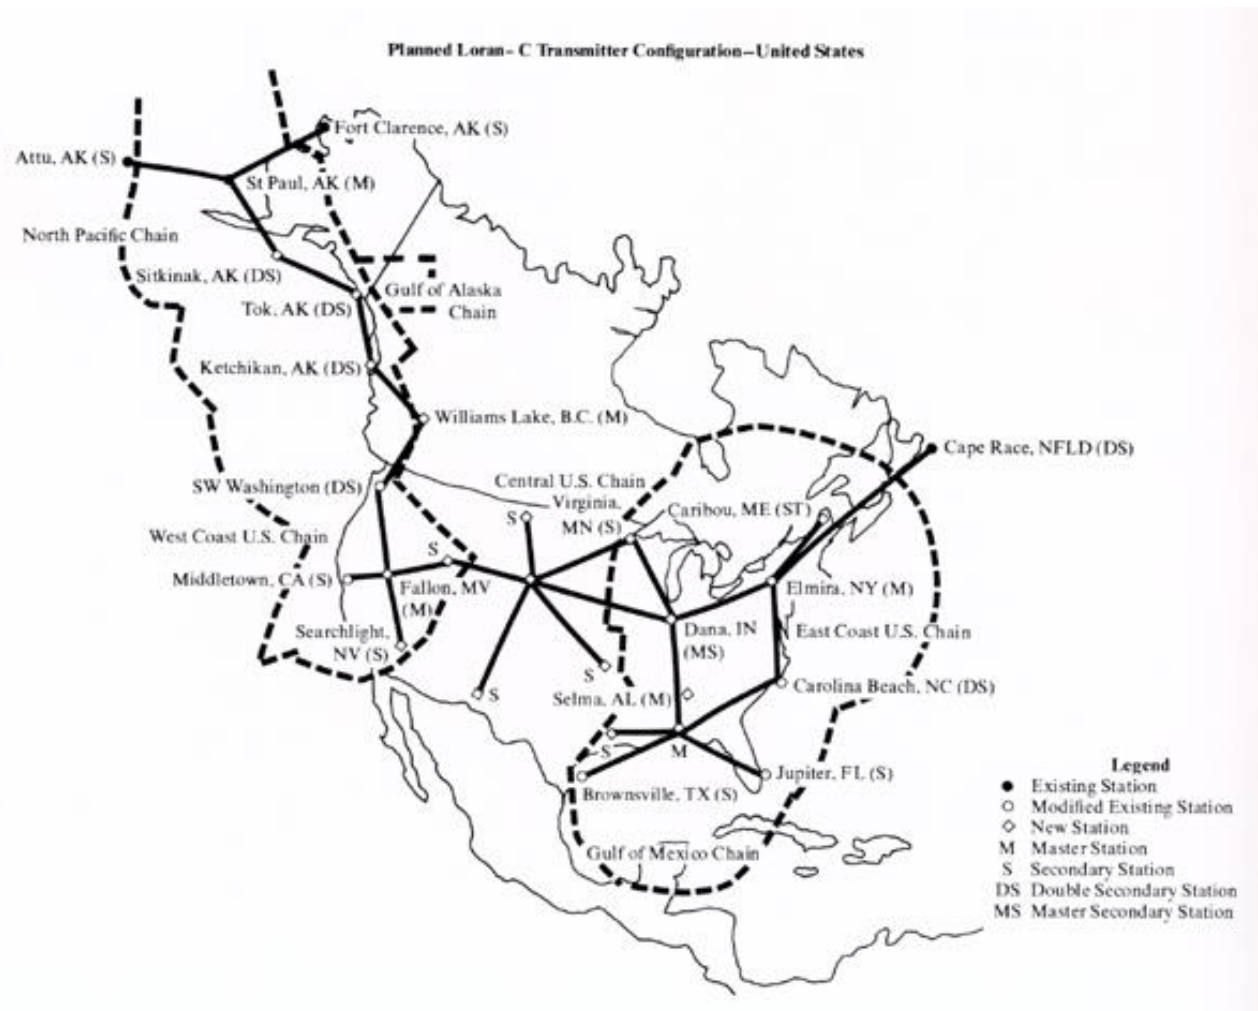 Planned Loran– C Transmitter Configuration—United States
Fort Clarence, AK (S)
Attu, AK (S)
St Paul, AK (M)
North Pacific Chain
Sitkinak, AK (DS)
Gulf of Alaska
Chain
Tok, AK (DS)
Ketchikan, AK (DS)
Williams Lake, B.C. (M)
Cape Race, NFLD (DS)
SW Washington (DS)
Central U.S. Chain
Virginia,
MN (S)
Caribou, ME (ST)
S
West Coast U.S. Chain
S
Middletown, CA (S)
Fallon, MV
(M)
Elmira, NY (M)
Searchlight,
NV (S)
Dana, IN
(MS)
East Coast U.S. Chain
S
S
Selma, AL (M)
Carolina Beach, NC (DS)
S
M
Jupiter, FL (S)
Brownsville, TX (S)
Gulf of Mexico Chain
Legend
Existing Station
Modified Existing Station
New Station
M Master Station
S Secondary Station
DS Double Secondary Station
MS Master Secondary Station